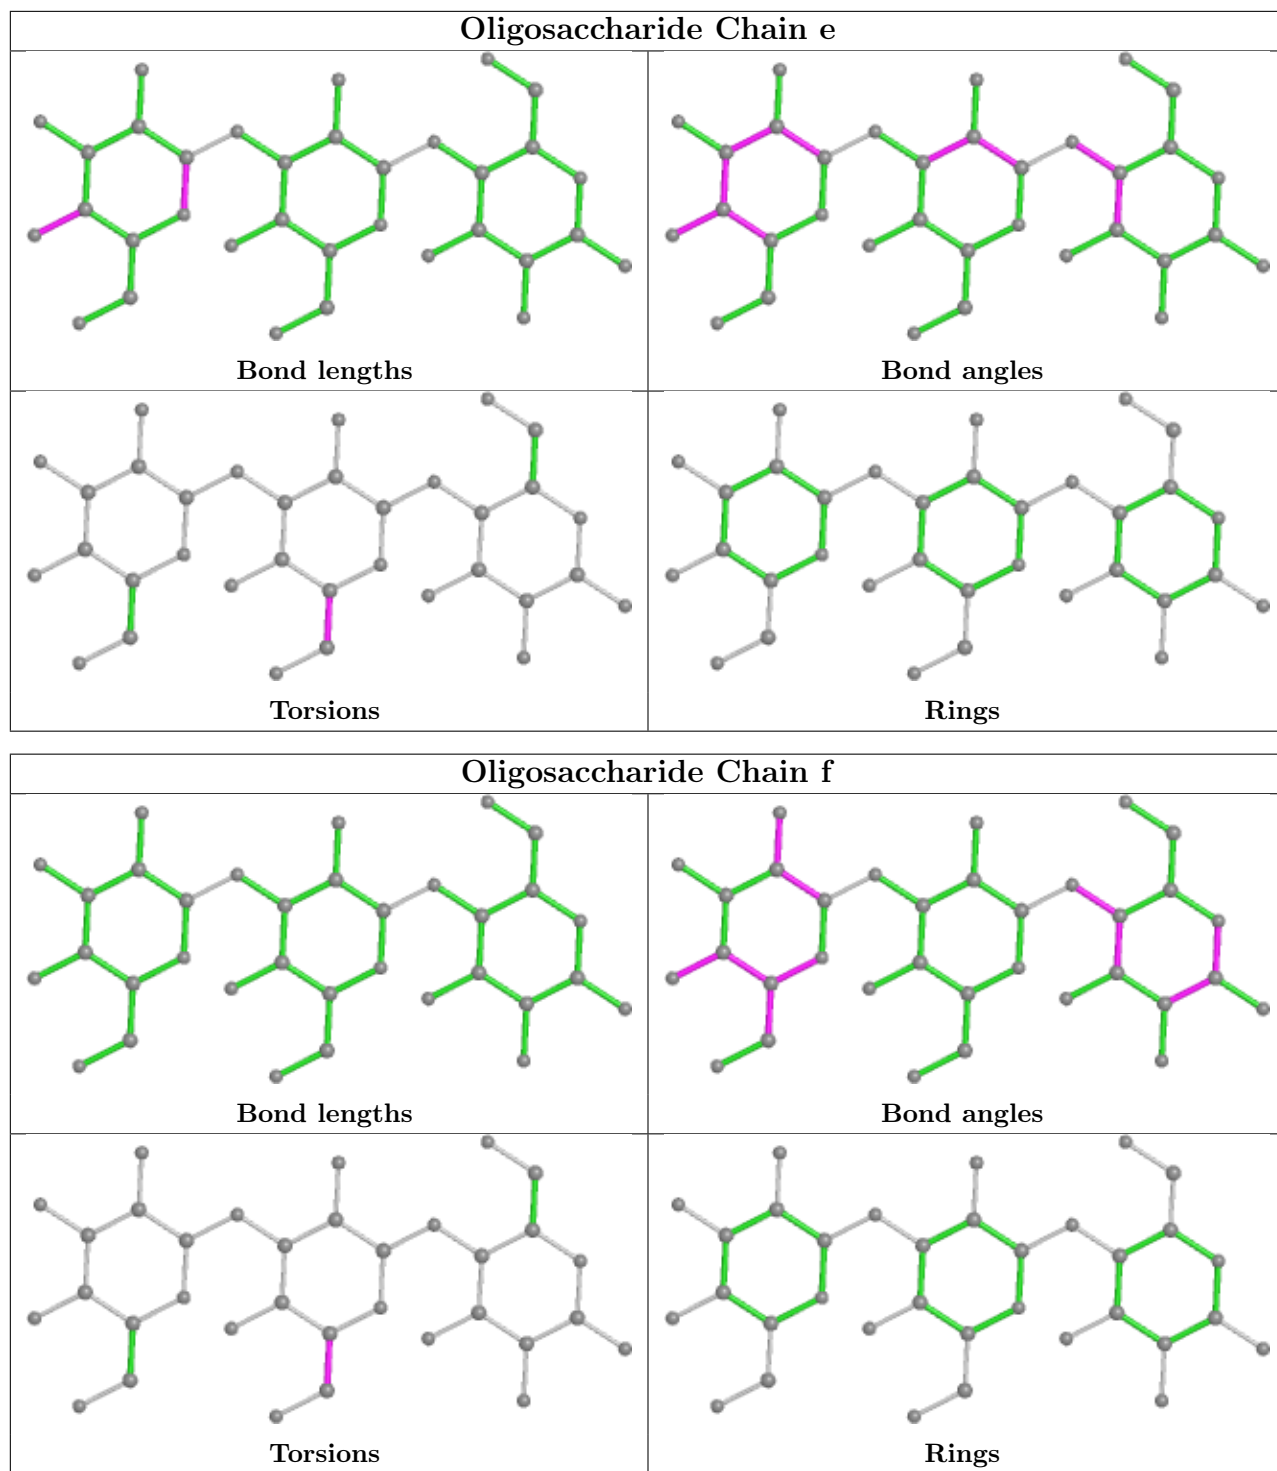 Oligosaccharide Chain e
Bond lengths
Bond angles
Torsions
Rings
Oligosaccharide Chain f
Bond lengths
Bond angles
Torsions
Rings